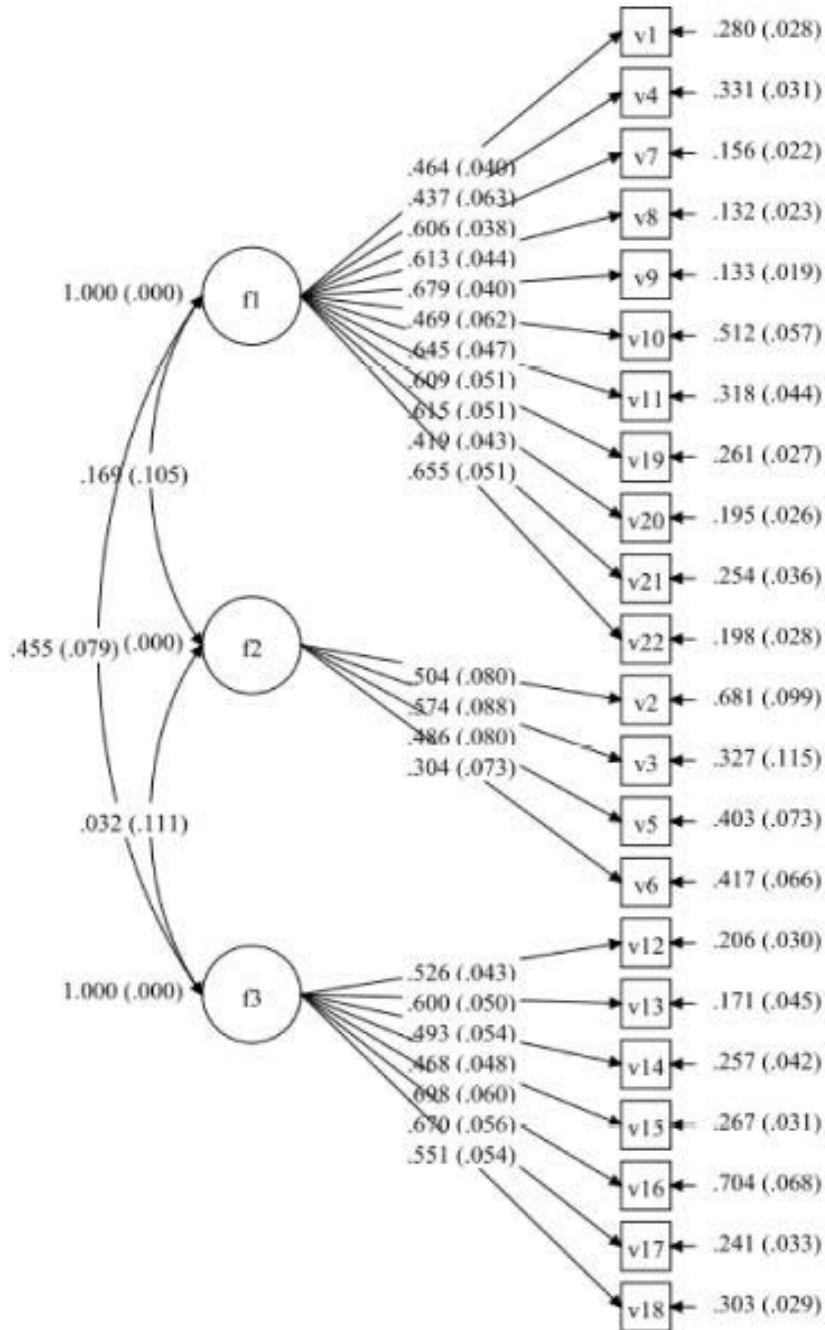 v1 .280 (.028)
v4 .331 (.031)
v7 .156 (.022)
v8 .132 (.023)
v9 .133 (.019)
v10 .512 (.057)
v11 .318 (.044)
v19 .261 (.027)
v20 .195 (.026)
v21 .254 (.036)
v22 .198 (.028)
v2 .681 (.099)
v3 .327 (.115)
v5 .403 (.073)
v6 .417 (.066)
v12 .206 (.030)
v13 .171 (.045)
v14 .257 (.042)
v15 .267 (.031)
v16 .704 (.068)
v17 .241 (.033)
v18 .303 (.029)
.464 (.040)
.437 (.063)
.606 (.038)
.613 (.044)
.679 (.040)
.469 (.062)
.645 (.047)
.609 (.051)
.615 (.051)
.419 (.043)
.655 (.051)
1.000 (.000) f1
.169 (.105)
.504 (.080)
.574 (.088)
.486 (.080)
.304 (.073)
.455 (.079) (.000) f2
.032 (.111)
.526 (.043)
.600 (.050)
.493 (.054)
.468 (.048)
.698 (.060)
.670 (.056)
.551 (.054)
1.000 (.000) f3